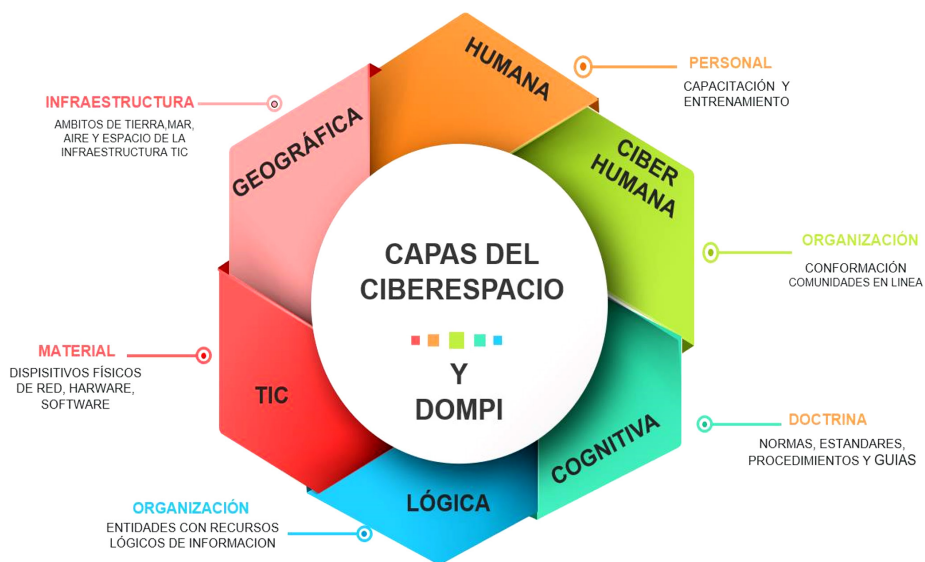 HUMANA
PERSONAL
CAPACITACIÓN Y
ENTRENAMIENTO
CIBER
HUMANA
ORGANIZACIÓN
CONFORMACIÓN
COMUNIDADES EN LINEA
COGNITIVA
DOCTRINA
NORMAS, ESTANDARES,
PROCEDIMIENTOS Y GUIAS
LÓGICA
ORGANIZACIÓN
ENTIDADES CON RECURSOS
LÓGICOS DE INFORMACION
TIC
MATERIAL
DISPOSITIVOS FÍSICOS
DE RED, HARWARE,
SOFTWARE
GEOGRÁFICA
INFRAESTRUCTURA
AMBITOS DE TIERRA,MAR,
AIRE Y ESPACIO DE LA
INFRAESTRUCTURA TIC
CAPAS DEL
CIBERESPACIO
Y
DOMPI